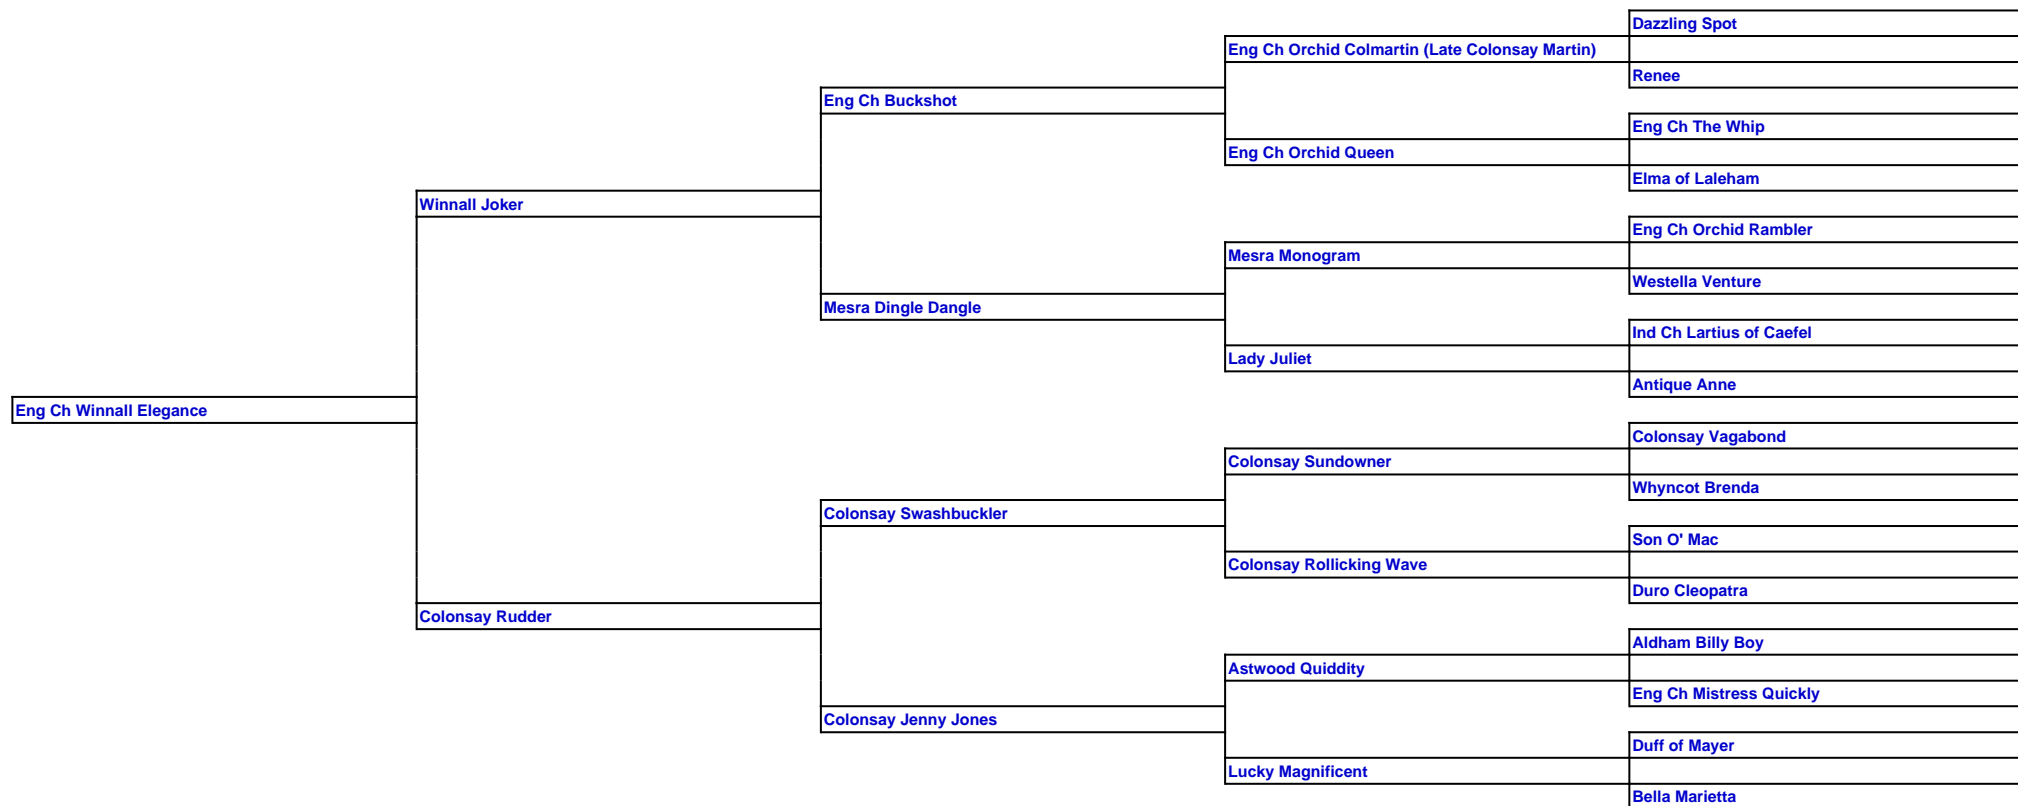 Dazzling Spot
Eng Ch Orchid Colmartin (Late Colonsay Martin)
Renee
Eng Ch Buckshot
Eng Ch The Whip
Eng Ch Orchid Queen
Elma of Laleham
Winnall Joker
Eng Ch Orchid Rambler
Mesra Monogram
Westella Venture
Mesra Dingle Dangle
Ind Ch Lartius of Caefel
Lady Juliet
Antique Anne
Eng Ch Winnall Elegance
Colonsay Vagabond
Colonsay Sundowner
Whyncot Brenda
Colonsay Swashbuckler
Son O' Mac
Colonsay Rollicking Wave
Duro Cleopatra
Colonsay Rudder
Aldham Billy Boy
Astwood Quiddity
Eng Ch Mistress Quickly
Colonsay Jenny Jones
Duff of Mayer
Lucky Magnificent
Bella Marietta